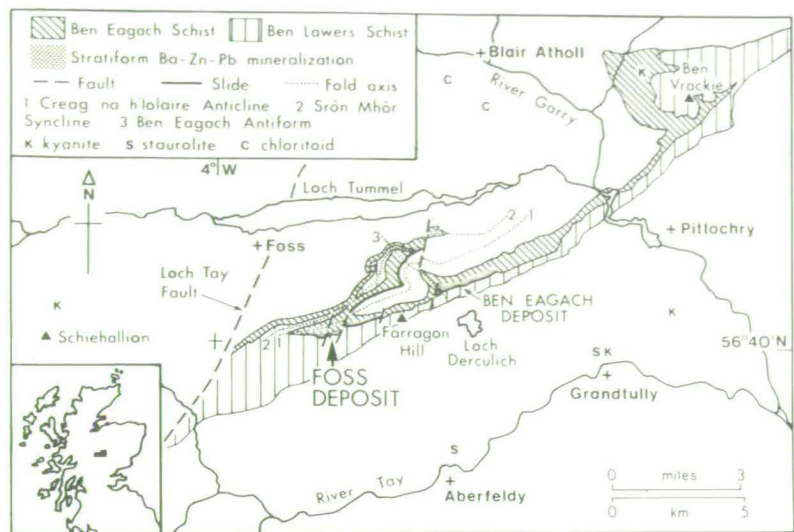 Ben Eagach Schist Ben Lawers Schist
Stratiform Ba-Zn-Pb mineralization
Fault Slide Fold axis
1 Creag na h'Iolaire Anticline 2 Srón Mhór
Syncline 3 Ben Eagach Antiform
K kyanite S staurolite C chloritoid
Blair Atholl
River Garry
C
C
K
Ben
Vrackie
4° W
N
Loch Tummel
Foss
3
2 1
Pitlochry
Loch Tay
Fault
BEN EAGACH
DEPOSIT
K
K
Schiehallion
Farragon
Hill
Loch
Derculich
56°40'N
2 1
FOSS
DEPOSIT
S K
Grandtully
S
Aberfeldy
River Tay
0 miles 3
0 km 5